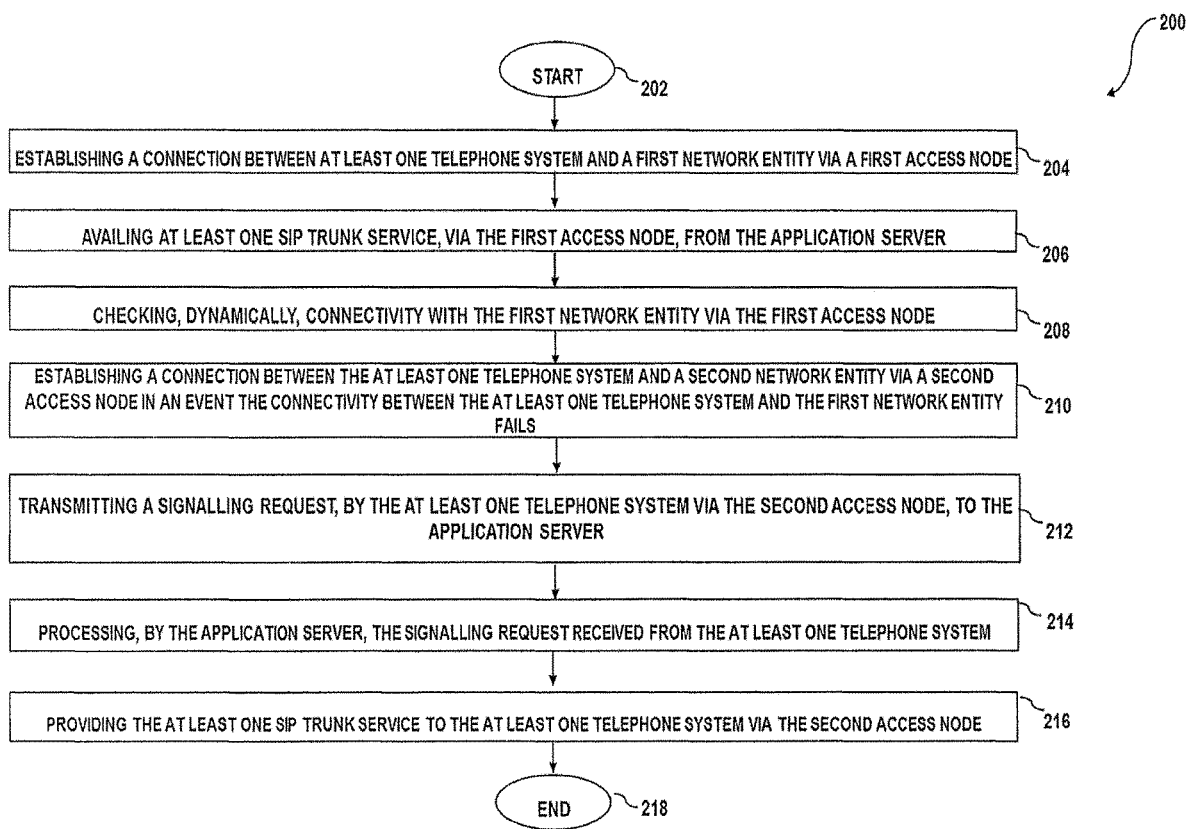 200
START
202
ESTABLISHING A CONNECTION BETWEEN AT LEAST ONE TELEPHONE SYSTEM AND A FIRST NETWORK ENTITY VIA A FIRST ACCESS NODE
204
AVAILING AT LEAST ONE SIP TRUNK SERVICE, VIA THE FIRST ACCESS NODE, FROM THE APPLICATION SERVER
206
CHECKING, DYNAMICALLY, CONNECTIVITY WITH THE FIRST NETWORK ENTITY VIA THE FIRST ACCESS NODE
208
ESTABLISHING A CONNECTION BETWEEN THE AT LEAST ONE TELEPHONE SYSTEM AND A SECOND NETWORK ENTITY VIA A SECOND
ACCESS NODE IN AN EVENT THE CONNECTIVITY BETWEEN THE AT LEAST ONE TELEPHONE SYSTEM AND THE FIRST NETWORK ENTITY
FAILS
210
TRANSMITTING A SIGNALLING REQUEST, BY THE AT LEAST ONE TELEPHONE SYSTEM VIA THE SECOND ACCESS NODE, TO THE
APPLICATION SERVER
212
PROCESSING, BY THE APPLICATION SERVER, THE SIGNALLING REQUEST RECEIVED FROM THE AT LEAST ONE TELEPHONE SYSTEM
214
PROVIDING THE AT LEAST ONE SIP TRUNK SERVICE TO THE AT LEAST ONE TELEPHONE SYSTEM VIA THE SECOND ACCESS NODE
216
END
218